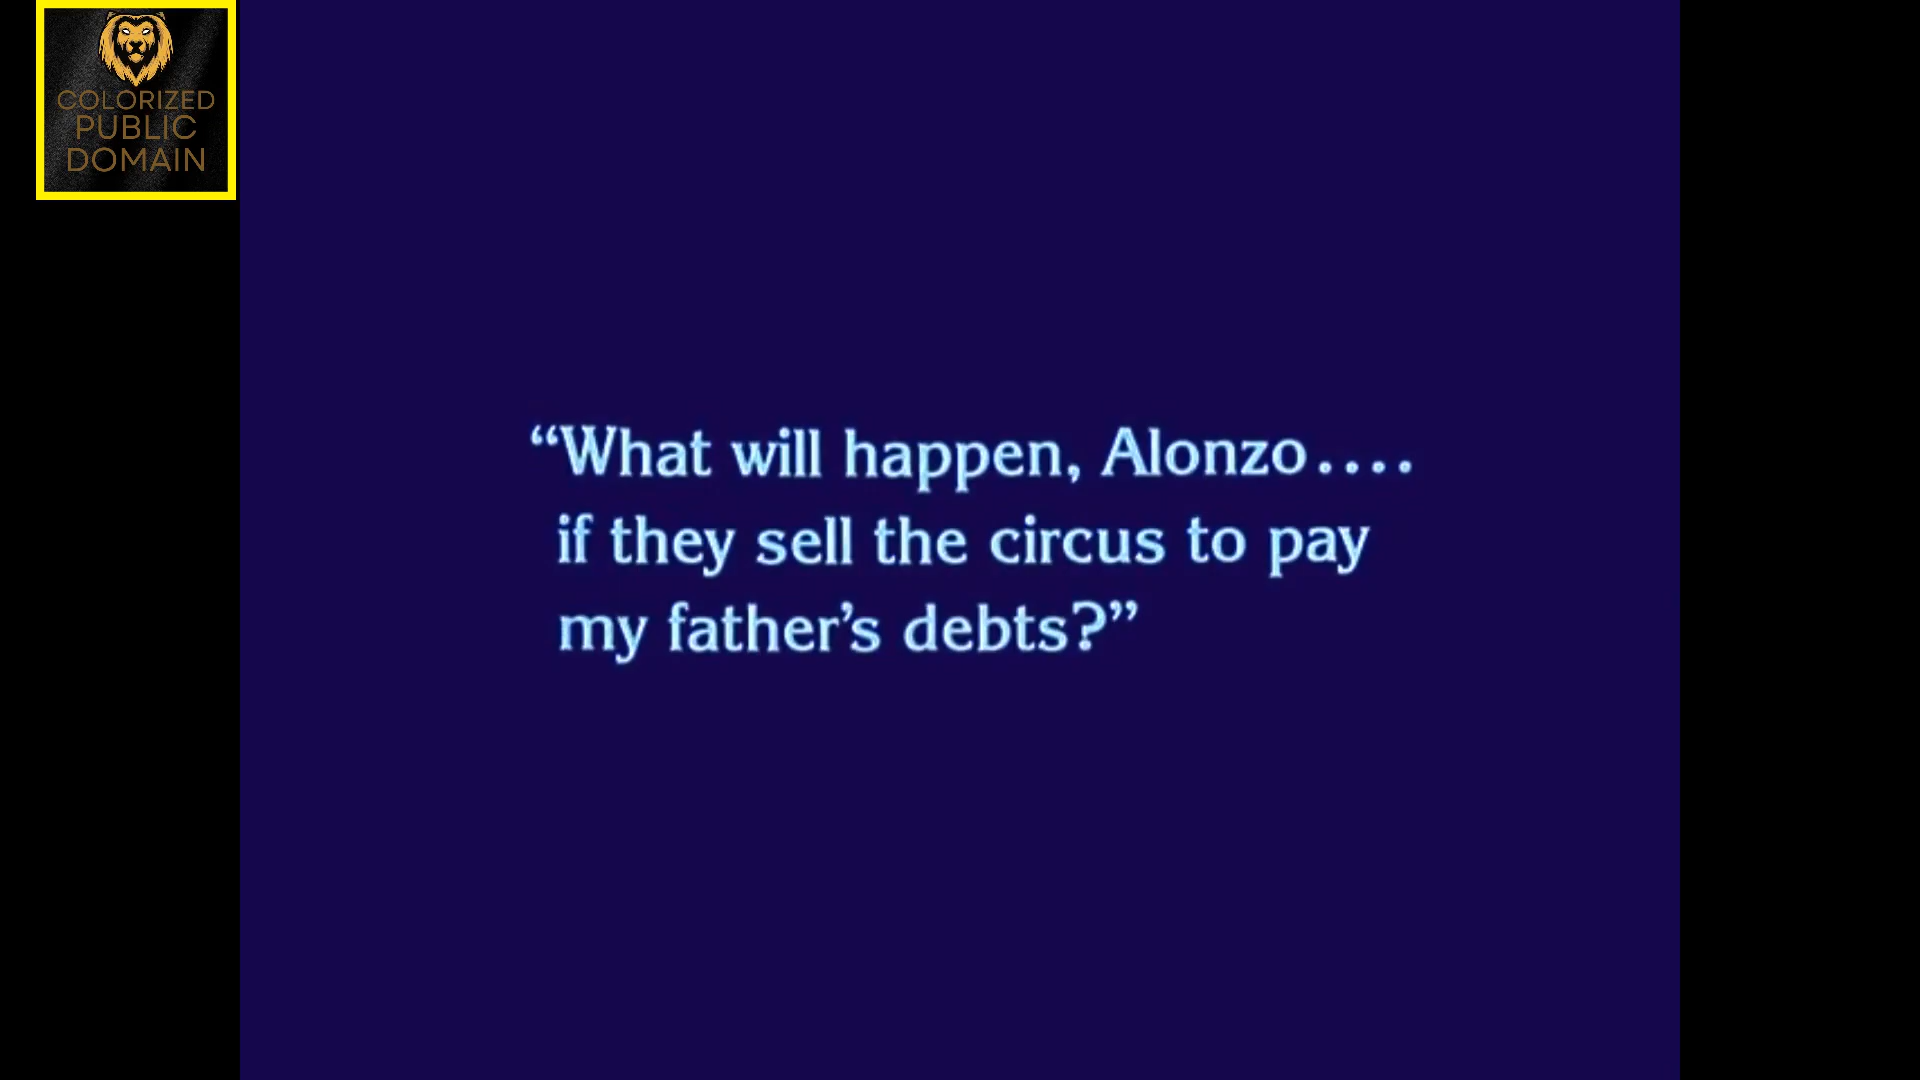 COLORIZED
PUBLIC
DOMAIN
“What will happen, Alonzo....
if they sell the circus to pay
my father’s debts?”